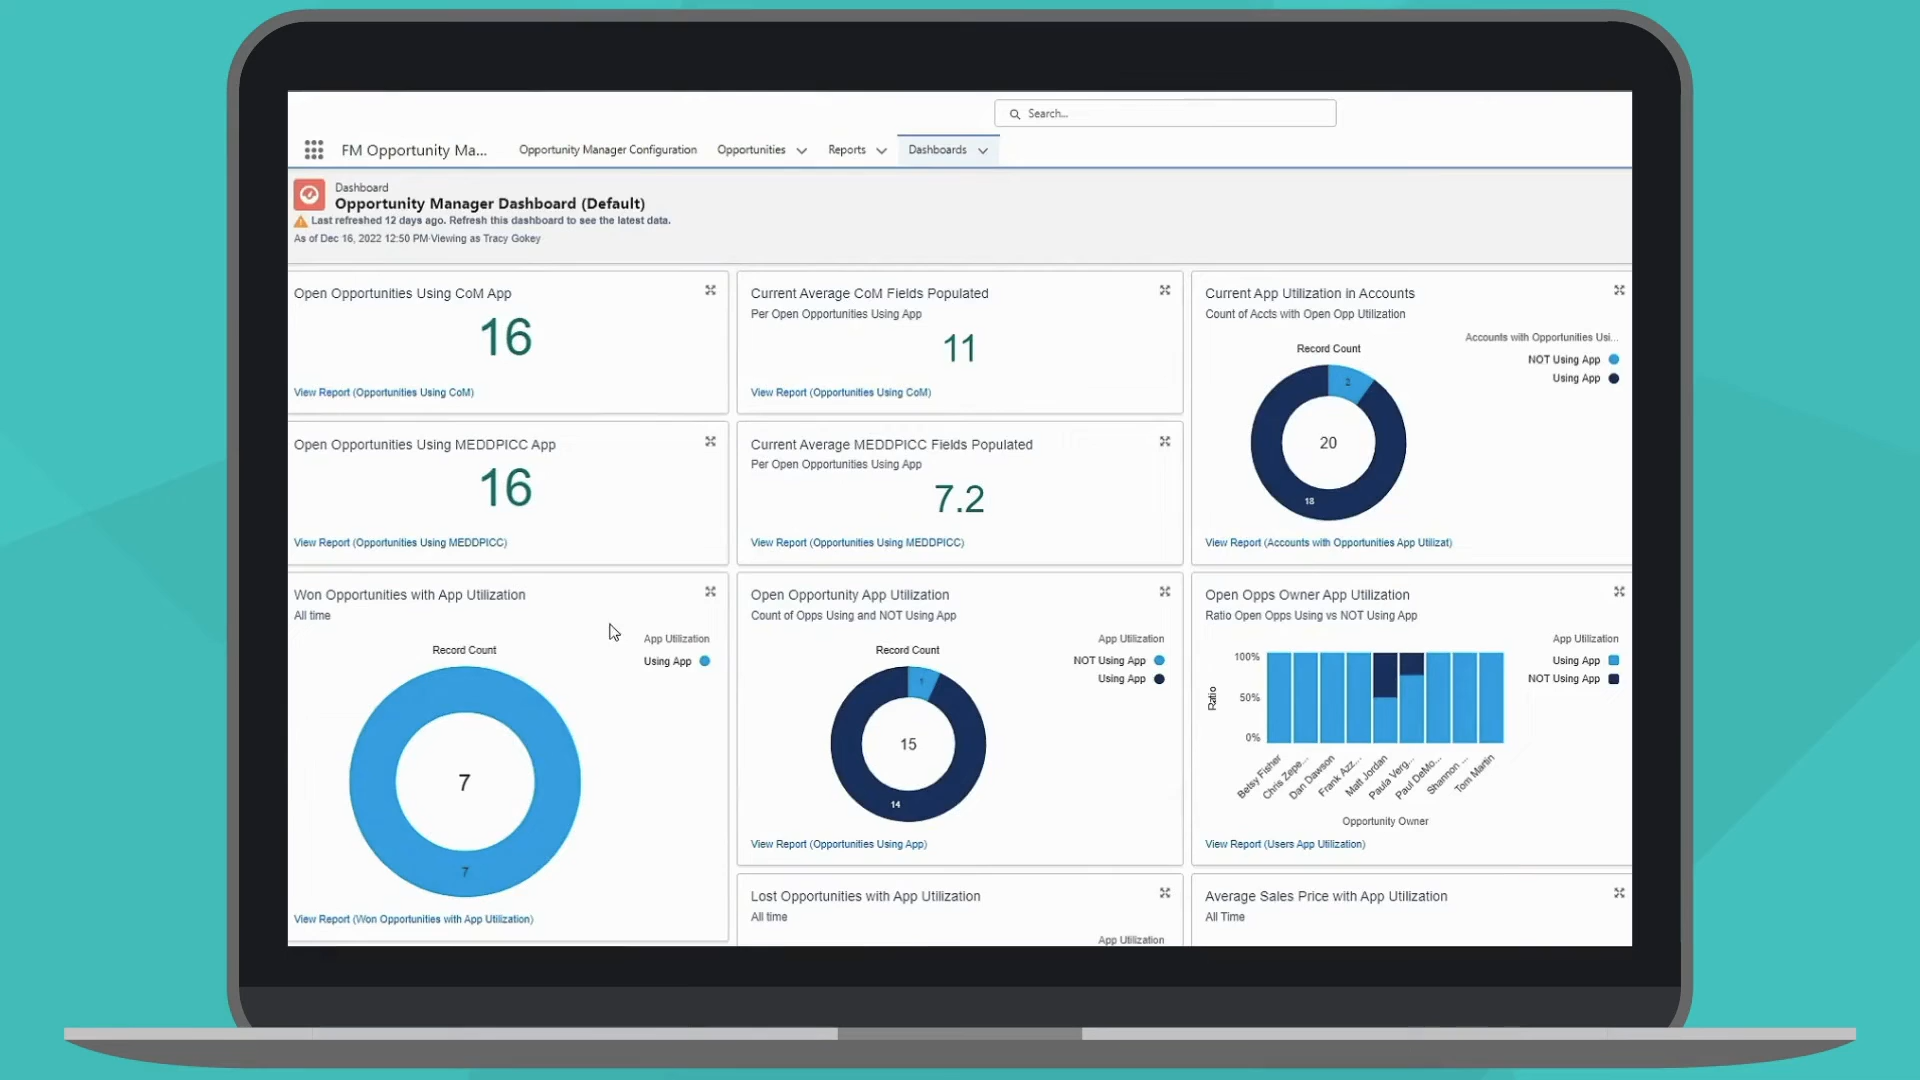 Search...
FM Opportunity Ma...
Opportunity Manager Configuration
Opportunities
Reports
Dashboards
Dashboard
Opportunity Manager Dashboard (Default)
Last refreshed 12 days ago. Refresh this dashboard to see the latest data.
As of Dec 16, 2022 12:50 PM·Viewing as Tracy Gokey
Open Opportunities Using CoM App
16
View Report (Opportunities Using CoM)
Current Average CoM Fields Populated
Per Open Opportunities Using App
11
View Report (Opportunities Using CoM)
Current App Utilization in Accounts
Count of Accts with Open Opp Utilization
Accounts with Opportunities Usi...
Record Count
NOT Using App
Using App
2
20
18
View Report (Accounts with Opportunities App Utilizat)
Open Opportunities Using MEDDPICC App
16
View Report (Opportunities Using MEDDPICC)
Current Average MEDDPICC Fields Populated
Per Open Opportunities Using App
7.2
View Report (Opportunities Using MEDDPICC)
Won Opportunities with App Utilization
All time
App Utilization
Record Count
Using App
7
7
View Report (Won Opportunities with App Utilization)
Open Opportunity App Utilization
Count of Opps Using and NOT Using App
App Utilization
Record Count
NOT Using App
Using App
1
15
14
View Report (Opportunities Using App)
Open Opps Owner App Utilization
Ratio Open Opps Using vs NOT Using App
App Utilization
Using App
NOT Using App
Ratio
100%
50%
0%
Betsy Fisher
Chris Zepe...
Dan Dawson
Frank Azz...
Matt Jordan
Paula Verg...
Paul DeMo...
Shannon ...
Tom Martin
Opportunity Owner
View Report (Users App Utilization)
Lost Opportunities with App Utilization
All time
App Utilization
Average Sales Price with App Utilization
All Time